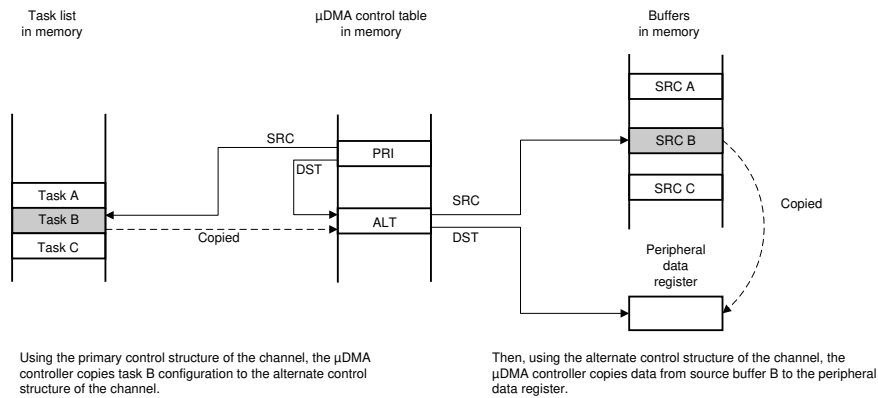 Task list
in memory
µDMA control table
in memory
Buffers
in memory
SRC A
SRC
PRI
SRC B
DST
Task A
SRC C
SRC
Copied
Task B
ALT
Copied
DST
Task C
Peripheral
data
register
Using the primary control structure of the channel, the µDMA
controller copies task B configuration to the alternate control
structure of the channel.
Then, using the alternate control structure of the channel, the
µDMA controller copies data from source buffer B to the peripheral
data register.